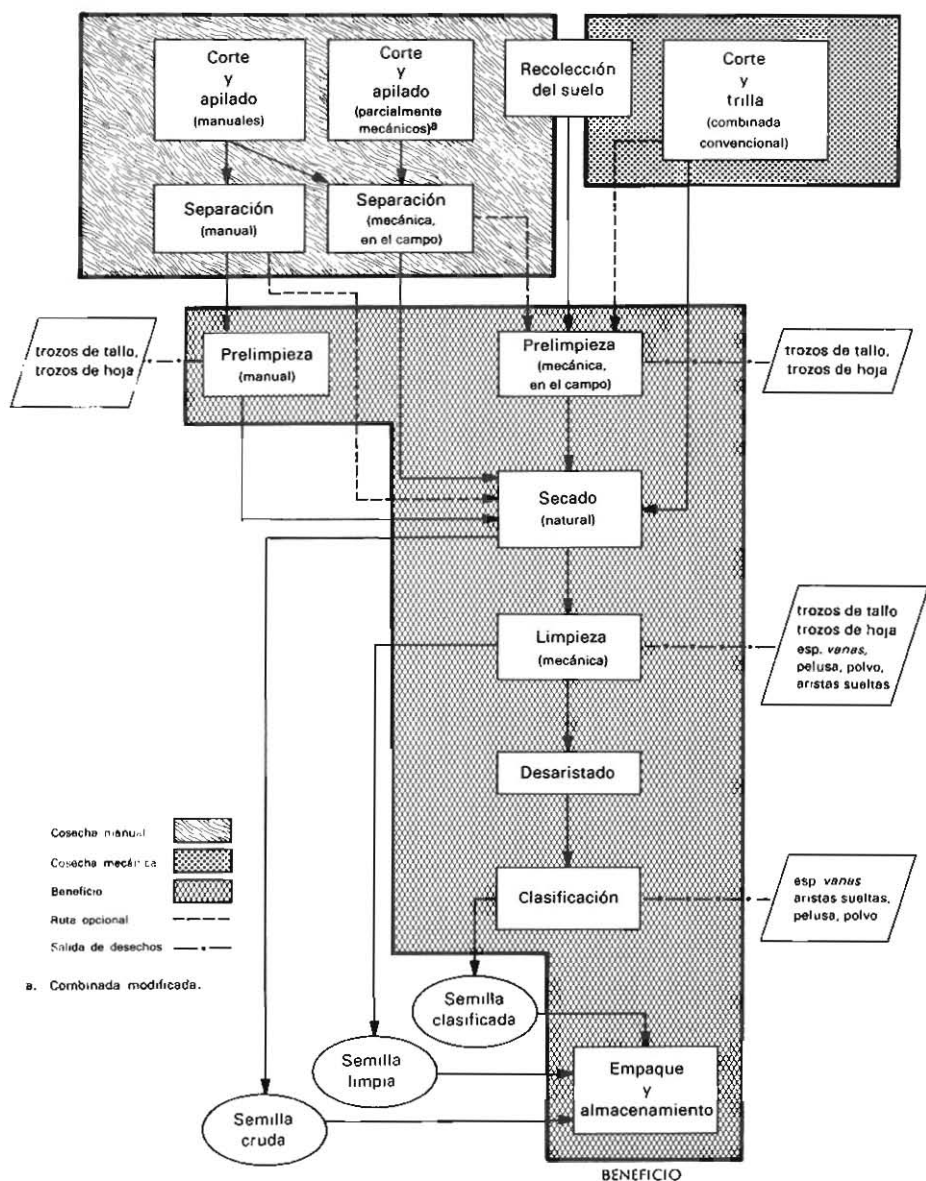 Corte
y
apilado
(manuales)
Corte
y
apilado
(parcialmente
mecánicos)ª
Recolección
del suelo
Corte
y
trilla
(combinada
convencional)
Separación
(manual)
Separación
(mecánica,
en el campo)
trozos de tallo,
trozos de hoja
Prelimpieza
(manual)
Prelimpieza
(mecánica,
en el campo)
trozos de tallo,
trozos de hoja
Secado
(natural)
Limpieza
(mecánica)
trozos de tallo
trozos de hoja
esp. vanas,
pelusa, polvo,
aristas sueltas
Desaristado
Clasificación
esp vanas
aristas sueltas,
pelusa, polvo
Cosecha manual
Cosecha mecánica
Beneficio
Ruta opcional
Salida de desechos
a. Combinada modificada.
Semilla
clasificada
Semilla
limpia
Semilla
cruda
Empaque
y
almacenamiento
BENEFICIO